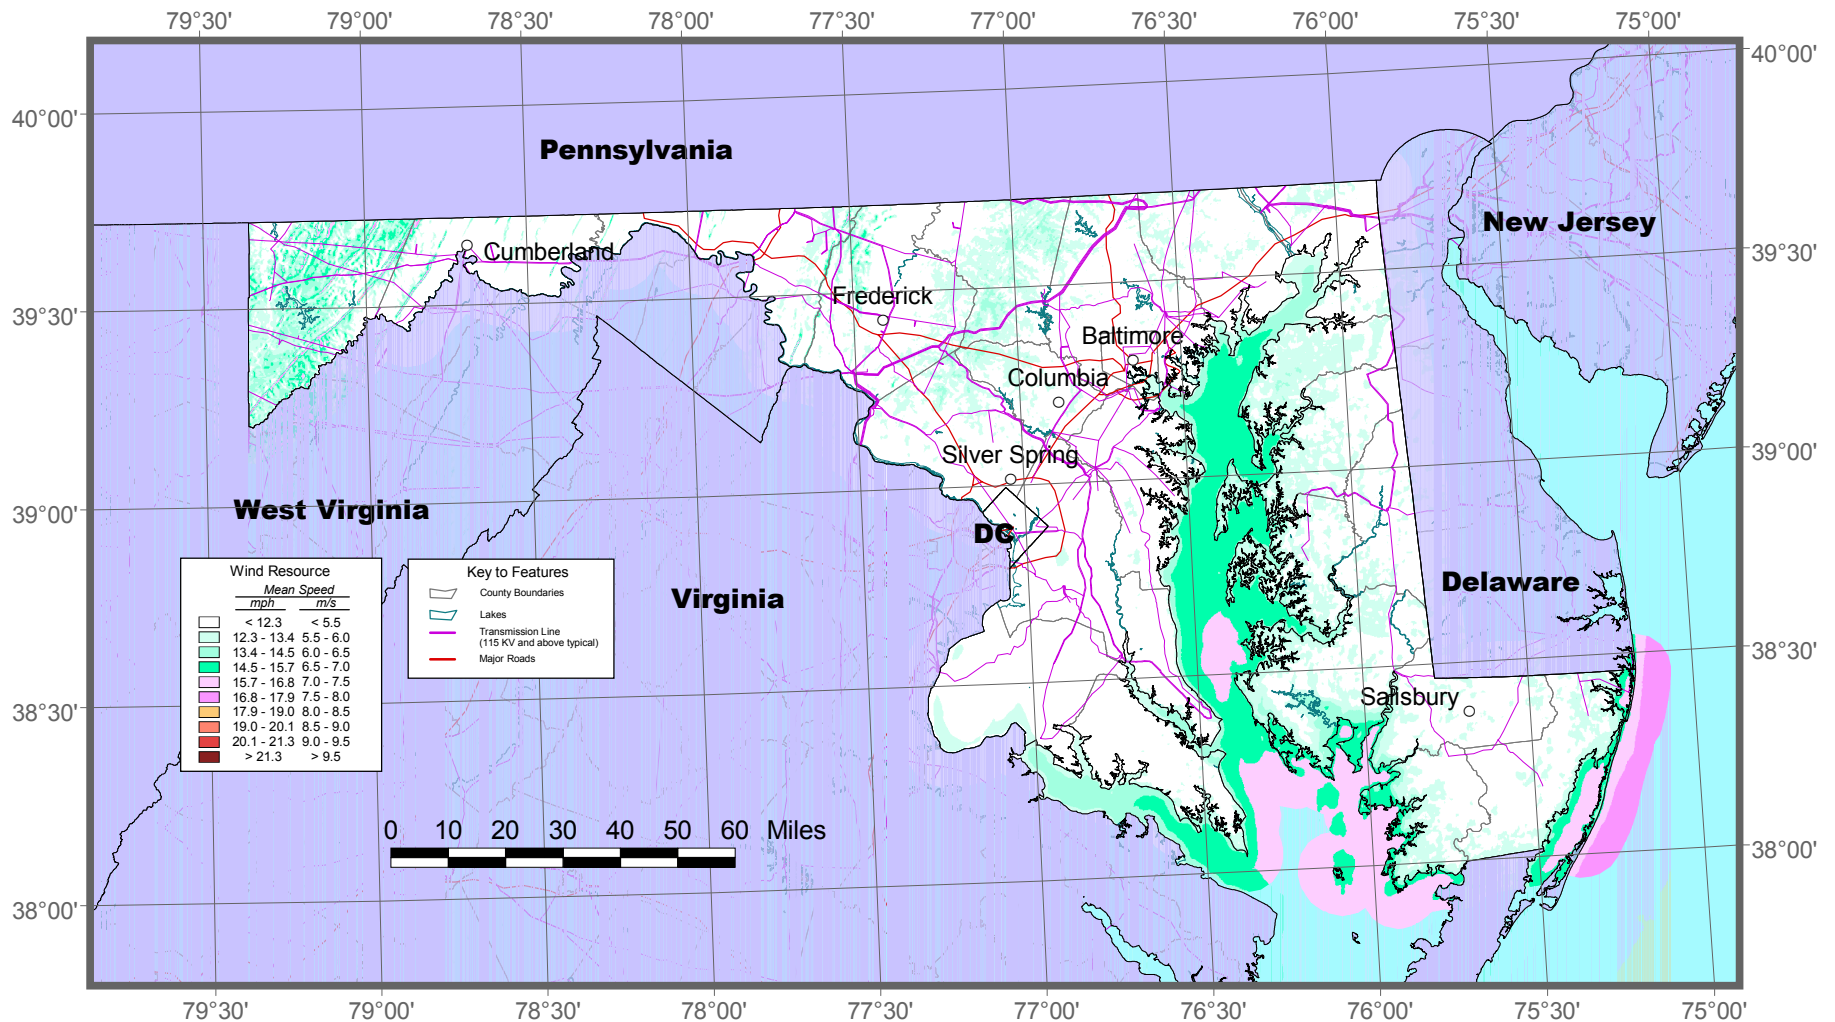 79°30' 79°00' 78°30' 78°00' 77°30' 77°00' 76°30' 76°00' 75°30' 75°00'
40°00' 40°00'
Pennsylvania
New Jersey
Cumberland
39°30'
Frederick
39°30'
Baltimore
Columbia
Silver Spring
39°00'
West Virginia
39°00'
DC
Wind Resource
Mean Speed
mph m/s
< 12.3 < 5.5
12.3 - 13.4 5.5 - 6.0
13.4 - 14.5 6.0 - 6.5
14.5 - 15.7 6.5 - 7.0
15.7 - 16.8 7.0 - 7.5
16.8 - 17.9 7.5 - 8.0
17.9 - 19.0 8.0 - 8.5
19.0 - 20.1 8.5 - 9.0
20.1 - 21.3 9.0 - 9.5
> 21.3 > 9.5
Key to Features
County Boundaries
Lakes
Transmission Line
(115 KV and above typical)
Major Roads
Virginia
Delaware
38°30'
Salisbury
38°30'
0 10 20 30 40 50 60 Miles
38°00'
38°00'
79°30' 79°00' 78°30' 78°00' 77°30' 77°00' 76°30' 76°00' 75°30' 75°00'